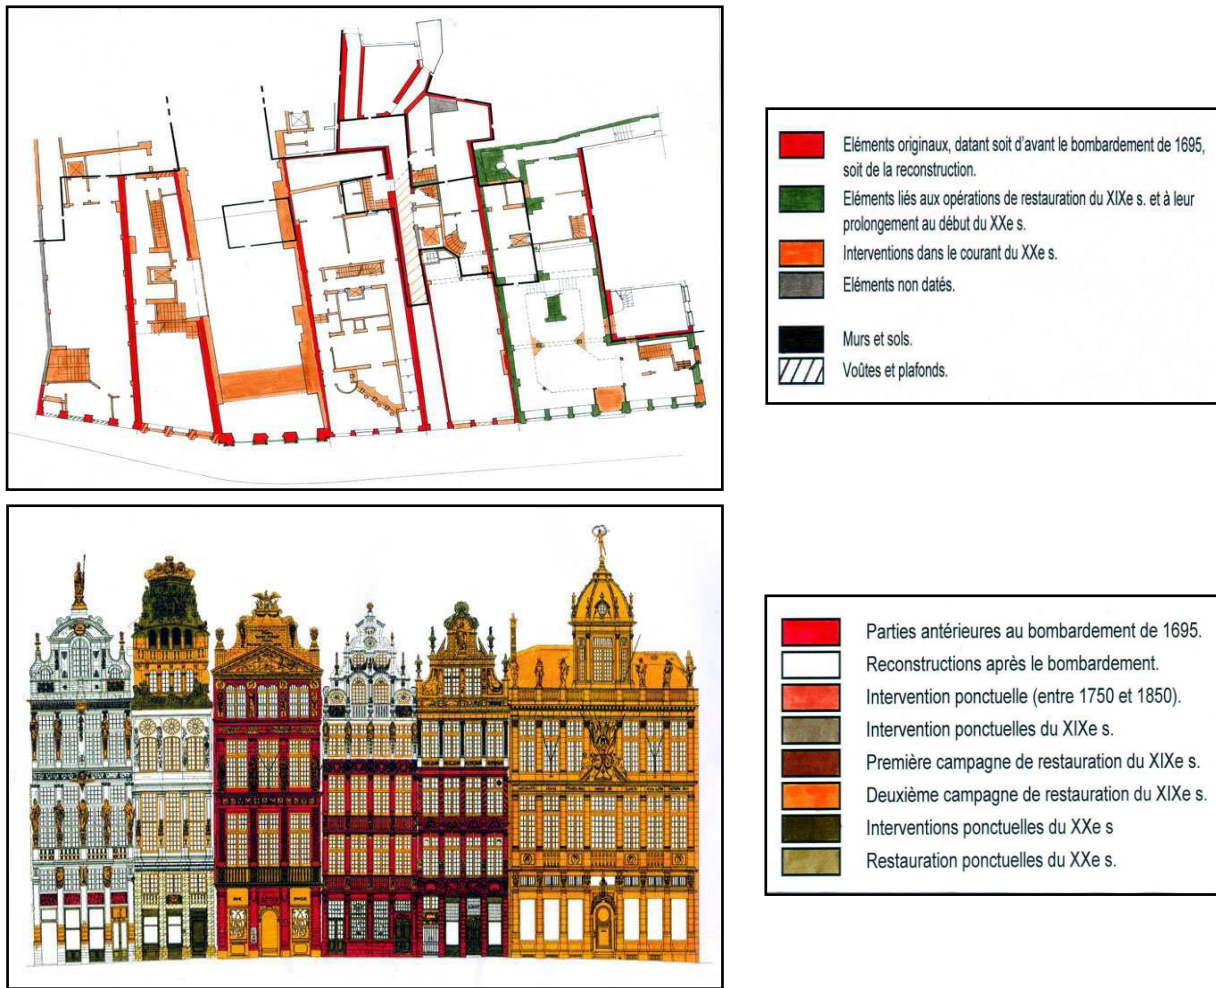 Eléments originaux, datant soit d'avant le bombardement de 1695,
soit de la reconstruction.
Eléments liés aux opérations de restauration du XIXe s. et à leur
prolongement au début du XXe s.
Interventions dans le courant du XXe s.
Eléments non datés.
Murs et sols.
Voûtes et plafonds.
Parties antérieures au bombardement de 1695.
Reconstructions après le bombardement.
Intervention ponctuelle (entre 1750 et 1850).
Intervention ponctuelles du XIXe s.
Première campagne de restauration du XIXe s.
Deuxième campagne de restauration du XIXe s.
Interventions ponctuelles du XXe s
Restauration ponctuelles du XXe s.